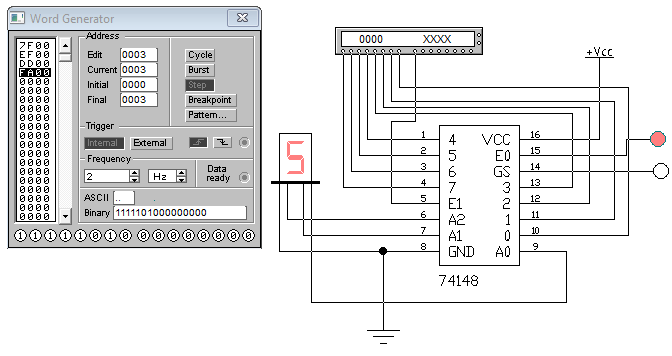 Word Generator
7F00
EF00
DD00
FA00
0000
0000
0000
0000
0000
0000
0000
0000
0000
0000
0000
0000
Address
Edit 0003
Current 0003
Initial 0000
Final 0003
Cycle
Burst
Step
Breakpoint
Pattern...
Trigger
Internal External
Frequency
2 Hz
Data
ready
ASCII ..
Binary 1111101000000000
1 1 1 1 1 0 1 0 0 0 0 0 0 0 0 0
0000 XXXX
+Vcc
5
1 4 VCC 16
2 5 E0 15
3 6 GS 14
4 7 3 13
5 E1 2 12
6 A2 1 11
7 A1 0 10
8 GND A0 9
74148